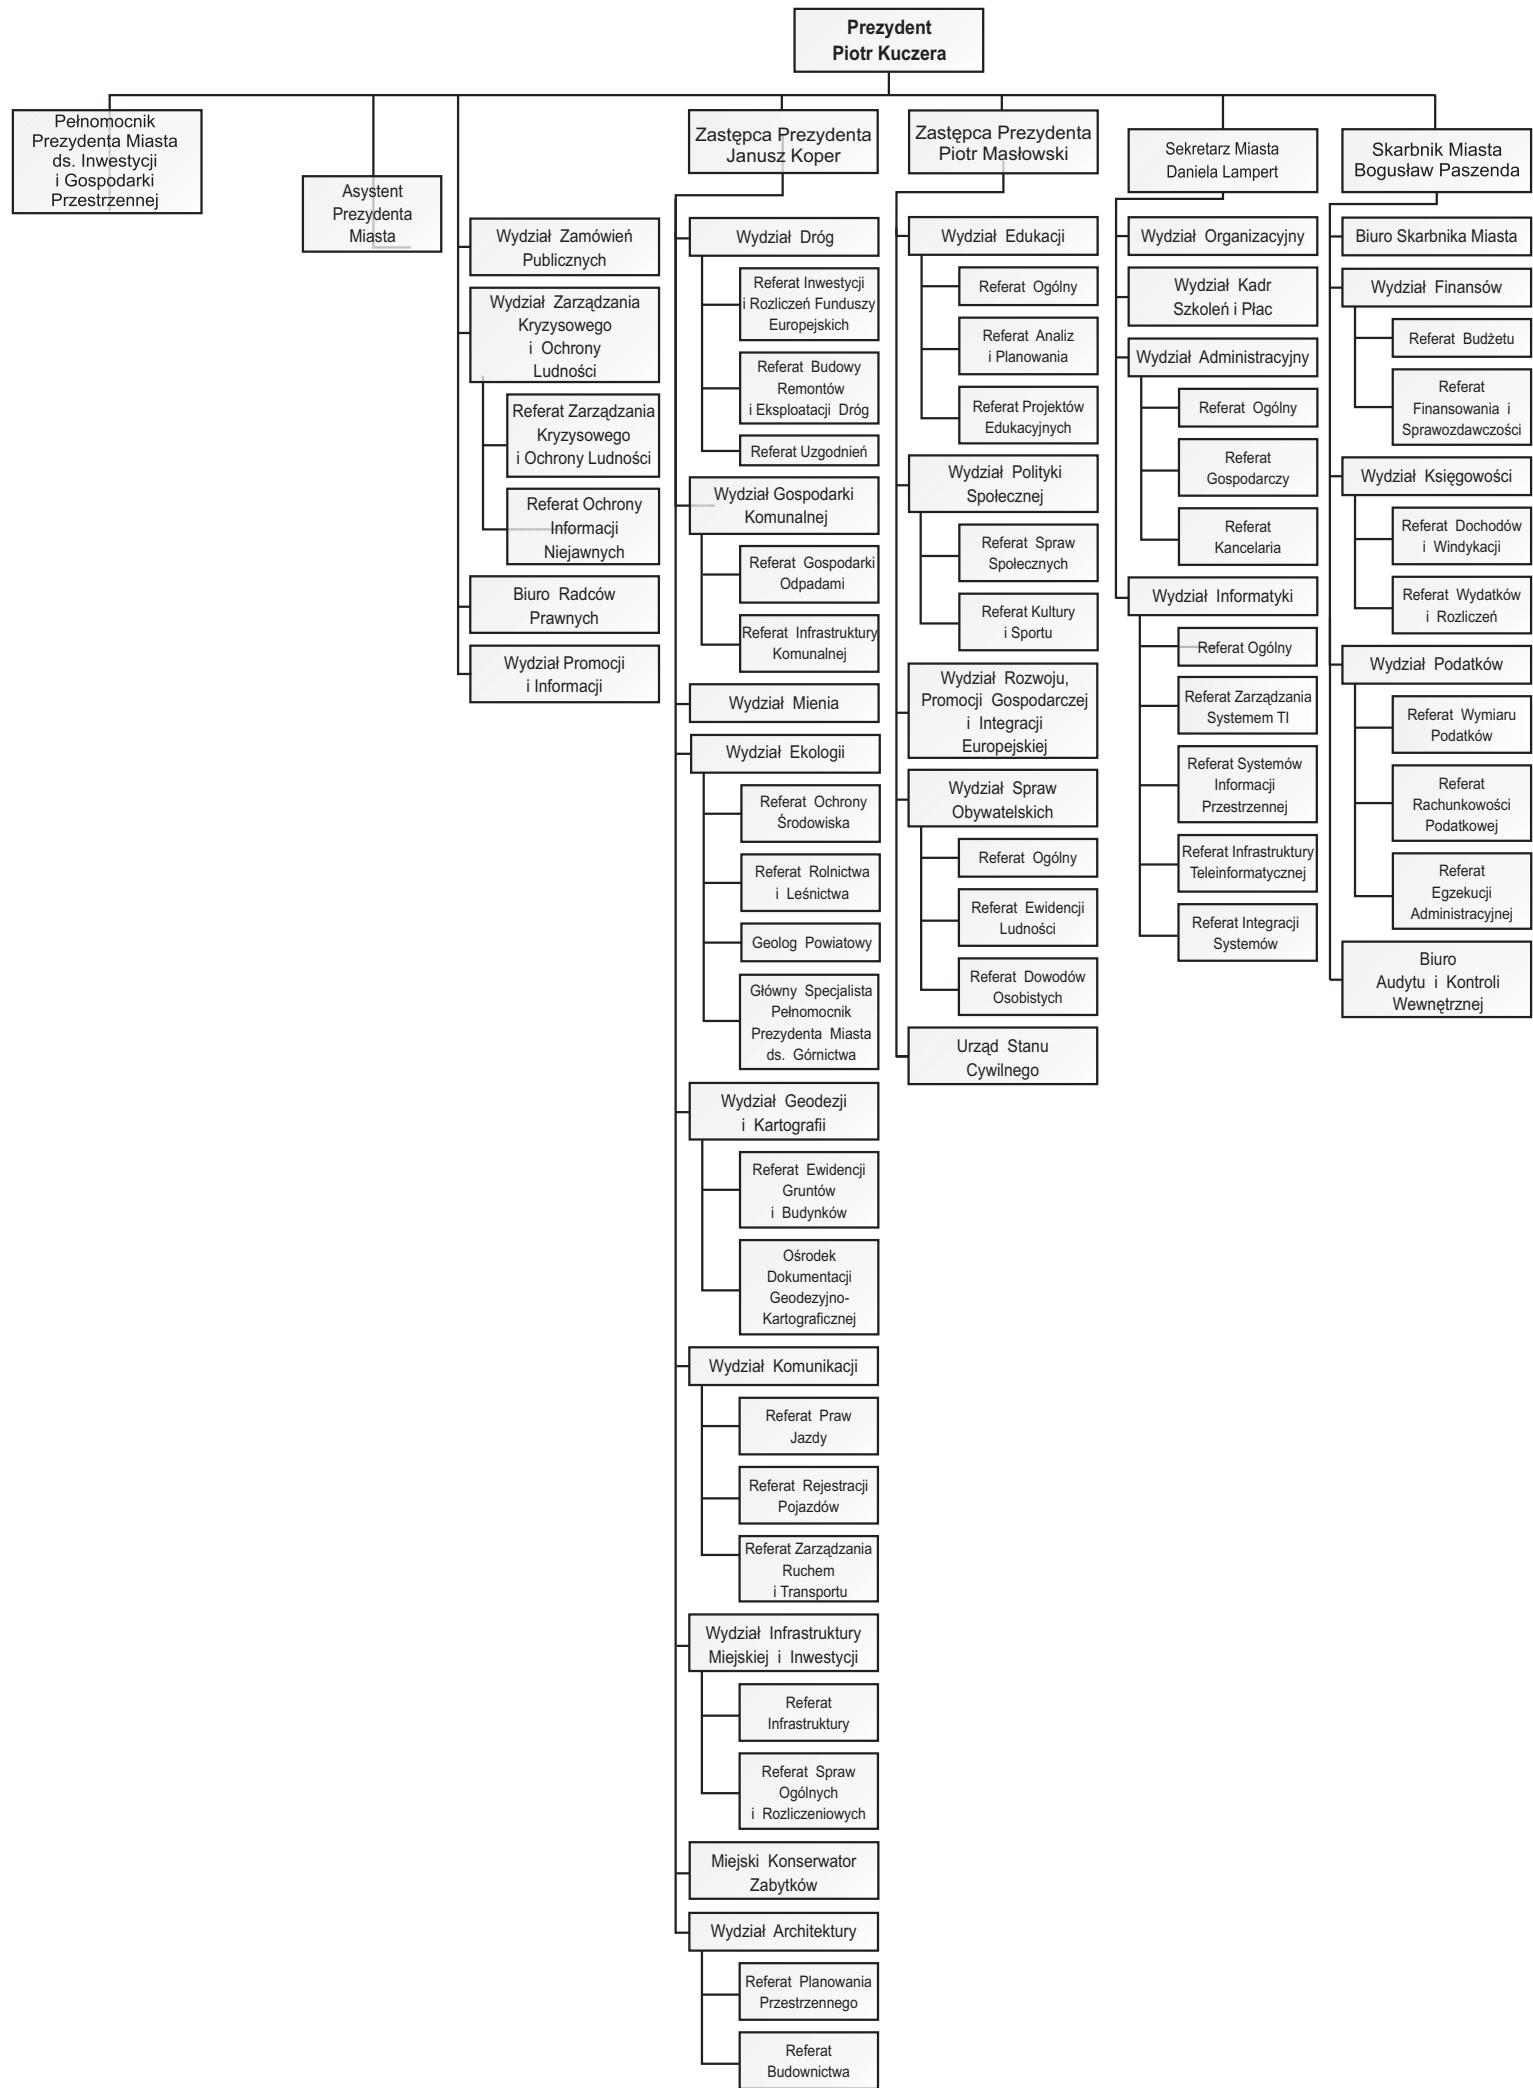 Prezydent
Piotr Kuczera
Pełnomocnik
Prezydenta Miasta
ds. Inwestycji
i Gospodarki
Przestrzennej
Asystent
Prezydenta
Miasta
Wydział Zamówień
Publicznych
Wydział Zarządzania
Kryzysowego
i Ochrony
Ludności
Referat Zarządzania
Kryzysowego
i Ochrony Ludności
Referat Ochrony
Informacji
Niejawnych
Biuro Radców
Prawnych
Wydział Promocji
i Informacji
Zastępca Prezydenta
Janusz Koper
Wydział Dróg
Referat Inwestycji
i Rozliczeń Funduszy
Europejskich
Referat Budowy
Remontów
i Eksploatacji Dróg
Referat Uzgodnień
Wydział Gospodarki
Komunalnej
Referat Gospodarki
Odpadami
Referat Infrastruktury
Komunalnej
Wydział Mienia
Wydział Ekologii
Referat Ochrony
Środowiska
Referat Rolnictwa
i Leśnictwa
Geolog Powiatowy
Główny Specjalista
Pełnomocnik
Prezydenta Miasta
ds. Górnictwa
Wydział Geodezji
i Kartografii
Referat Ewidencji
Gruntów
i Budynków
Ośrodek
Dokumentacji
Geodezyjno-
Kartograficznej
Wydział Komunikacji
Referat Praw
Jazdy
Referat Rejestracji
Pojazdów
Referat Zarządzania
Ruchem
i Transportu
Wydział Infrastruktury
Miejskiej i Inwestycji
Referat
Infrastruktury
Referat Spraw
Ogólnych
i Rozliczeniowych
Miejski Konserwator
Zabytków
Wydział Architektury
Referat Planowania
Przestrzennego
Referat
Budownictwa
Zastępca Prezydenta
Piotr Masłowski
Wydział Edukacji
Referat Ogólny
Referat Analiz
i Planowania
Referat Projektów
Edukacyjnych
Wydział Polityki
Społecznej
Referat Spraw
Społecznych
Referat Kultury
i Sportu
Wydział Rozwoju,
Promocji Gospodarczej
i Integracji
Europejskiej
Wydział Spraw
Obywatelskich
Referat Ogólny
Referat Ewidencji
Ludności
Referat Dowodów
Osobistych
Urząd Stanu
Cywilnego
Sekretarz Miasta
Daniela Lampert
Wydział Organizacyjny
Wydział Kadr
Szkoleń i Płac
Wydział Administracyjny
Referat Ogólny
Referat
Gospodarczy
Referat
Kancelaria
Wydział Informatyki
Referat Ogólny
Referat Zarządzania
Systemem TI
Referat Systemów
Informacji
Przestrzennej
Referat Infrastruktury
Teleinformatycznej
Referat Integracji
Systemów
Skarbnik Miasta
Bogusław Paszenda
Biuro Skarbnika Miasta
Wydział Finansów
Referat Budżetu
Referat
Finansowania i
Sprawozdawczości
Wydział Księgowości
Referat Dochodów
i Windykacji
Referat Wydatków
i Rozliczeń
Wydział Podatków
Referat Wymiaru
Podatków
Referat
Rachunkowości
Podatkowej
Referat
Egzekucji
Administracyjnej
Biuro
Audytu i Kontroli
Wewnętrznej